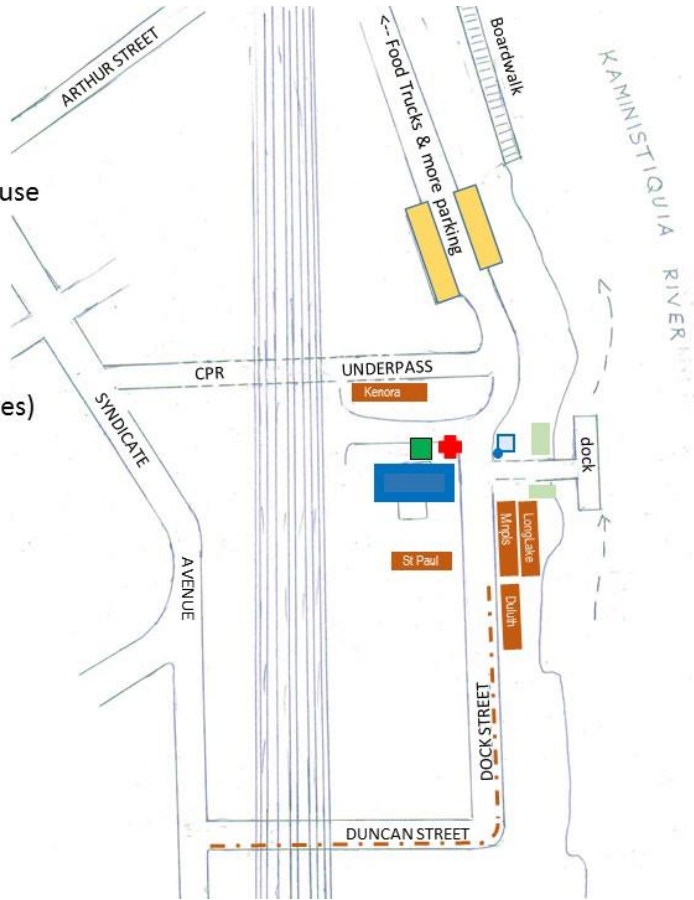 ARTHUR STREET
<-- Food Trucks & more parking
Boardwalk
KAMINISTIQUIA RIVER
use
CPR UNDERPASS
Kenora
es)
SYNDICATE
AVENUE
dock
Mnpls
LongLake
St Paul
Duluth
DOCK STREET
DUNCAN STREET